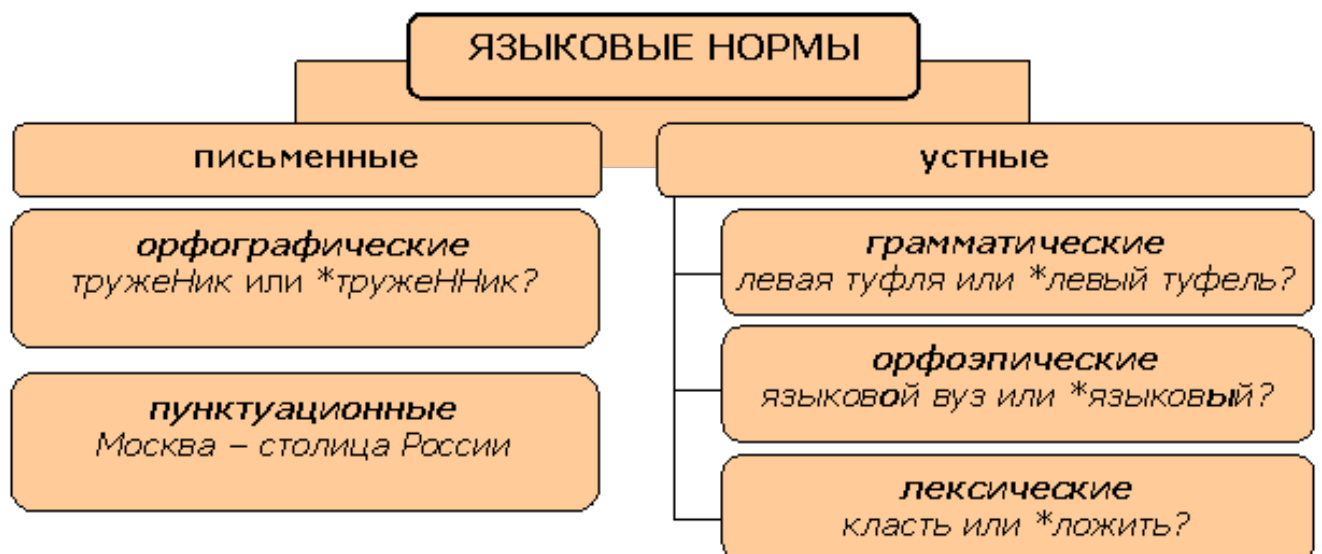 ЯЗЫКОВЫЕ НОРМЫ
письменные
орфографические
тружеНик или *тружеННик?
пунктуационные
Москва – столица России
устные
грамматические
левая туфля или *левый туфель?
орфоэпические
языковой вуз или *языковый?
лексические
класть или *ложить?